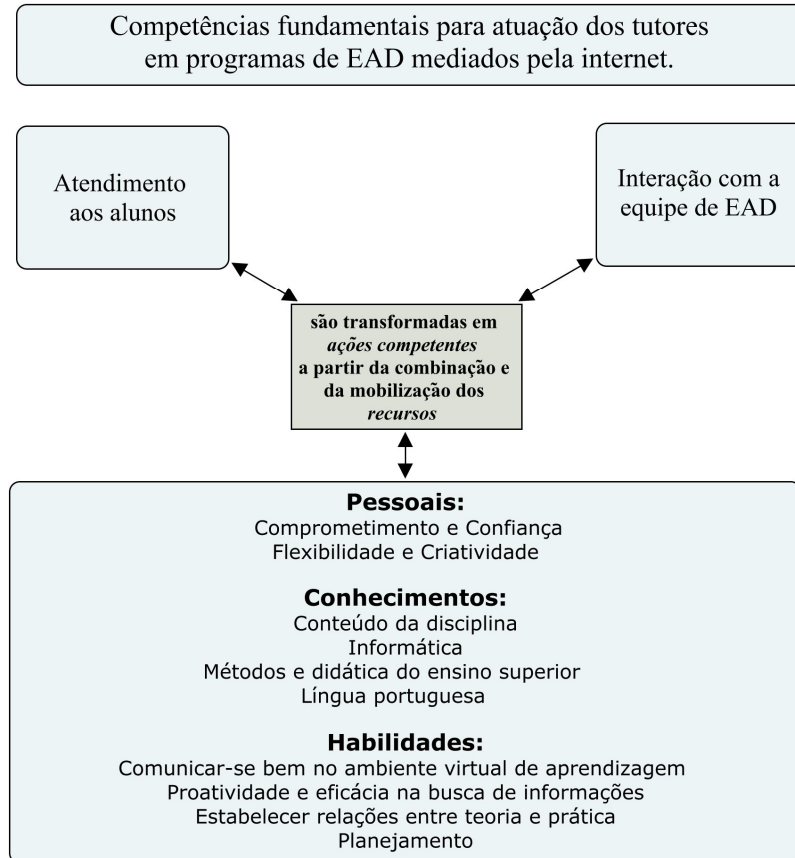 Competências fundamentais para atuação dos tutores
em programas de EAD mediados pela internet.
Atendimento
aos alunos
Interação com a
equipe de EAD
são transformadas em
ações competentes
a partir da combinação e
da mobilização dos
recursos
Pessoais:
Comprometimento e Confiança
Flexibilidade e Criatividade
Conhecimentos:
Conteúdo da disciplina
Informática
Métodos e didática do ensino superior
Língua portuguesa
Habilidades:
Comunicar-se bem no ambiente virtual de aprendizagem
Proatividade e eficácia na busca de informações
Estabelecer relações entre teoria e prática
Planejamento